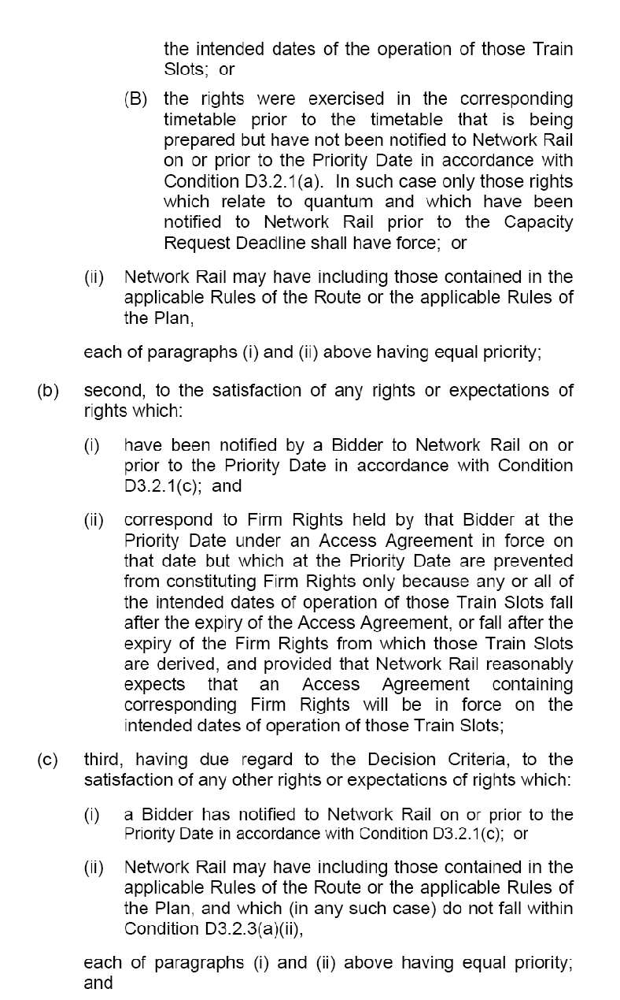 the intended dates of the operation of those Train
Slots; or
(B) the rights were exercised in the corresponding
timetable prior to the timetable that is being
prepared but have not been notified to Network Rail
on or prior to the Priority Date in accordance with
Condition D3.2.1(a). In such case only those rights
which relate to quantum and which have been
notified to Network Rail prior to the Capacity
Request Deadline shall have force; or
(ii) Network Rail may have including those contained in the
applicable Rules of the Route or the applicable Rules of
the Plan,
each of paragraphs (i) and (ii) above having equal priority;
(b) second, to the satisfaction of any rights or expectations of
rights which:
(i) have been notified by a Bidder to Network Rail on or
prior to the Priority Date in accordance with Condition
D3.2.1(c); and
(ii) correspond to Firm Rights held by that Bidder at the
Priority Date under an Access Agreement in force on
that date but which at the Priority Date are prevented
from constituting Firm Rights only because any or all of
the intended dates of operation of those Train Slots fall
after the expiry of the Access Agreement, or fall after the
expiry of the Firm Rights from which those Train Slots
are derived, and provided that Network Rail reasonably
expects that an Access Agreement containing
corresponding Firm Rights will be in force on the
intended dates of operation of those Train Slots;
(c) third, having due regard to the Decision Criteria, to the
satisfaction of any other rights or expectations of rights which:
(i) a Bidder has notified to Network Rail on or prior to the
Priority Date in accordance with Condition D3.2.1(c); or
(ii) Network Rail may have including those contained in the
applicable Rules of the Route or the applicable Rules of
the Plan, and which (in any such case) do not fall within
Condition D3.2.3(a)(ii),
each of paragraphs (i) and (ii) above having equal priority;
and